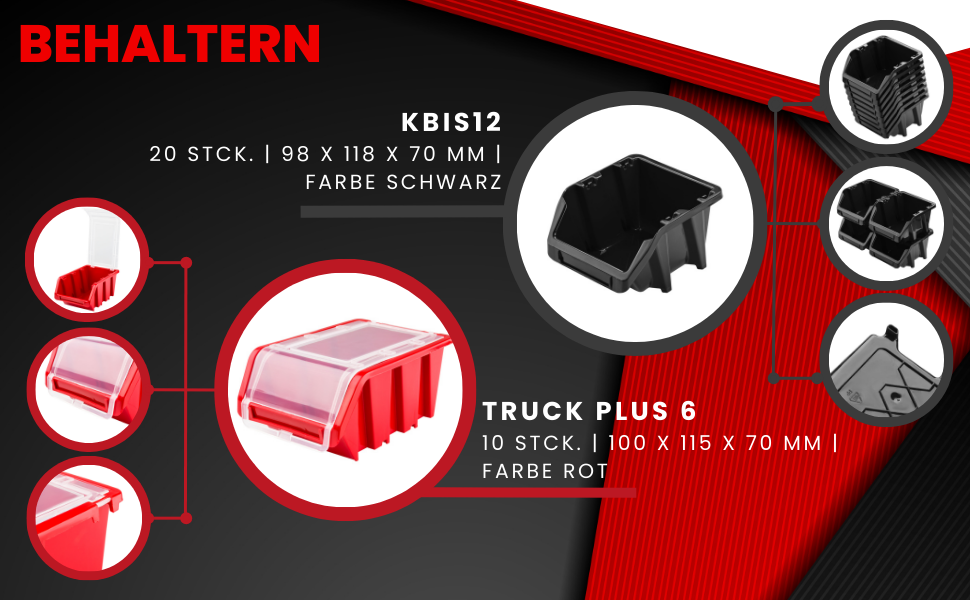 BEHALTERN
KBIS12
20 STCK. | 98 X 118 X 70 MM |
FARBE SCHWARZ
TRUCK PLUS 6
10 STCK. | 100 X 115 X 70 MM |
FARBE ROT